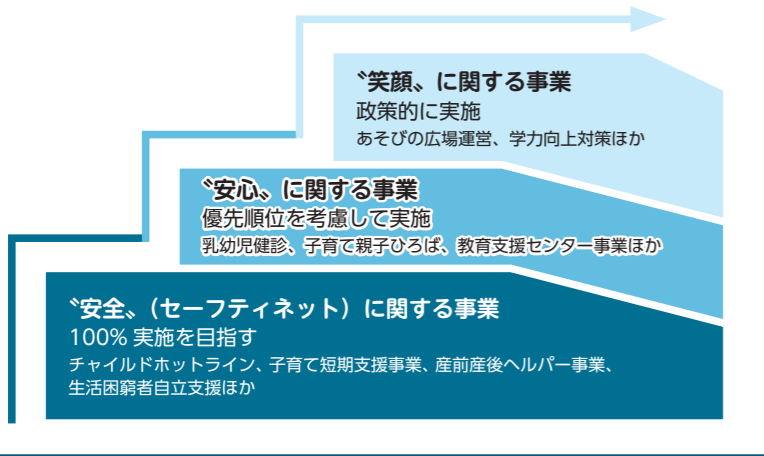 〝笑顔〟に関する事業
政策的に実施
あそびの広場運営、学力向上対策ほか
〝安心〟に関する事業
優先順位を考慮して実施
乳幼児健診、子育て親子ひろば、教育支援センター事業ほか
〝安全〟（セーフティネット）に関する事業
100% 実施を目指す
チャイルドホットライン、子育て短期支援事業、産前産後ヘルパー事業、
生活困窮者自立支援ほか